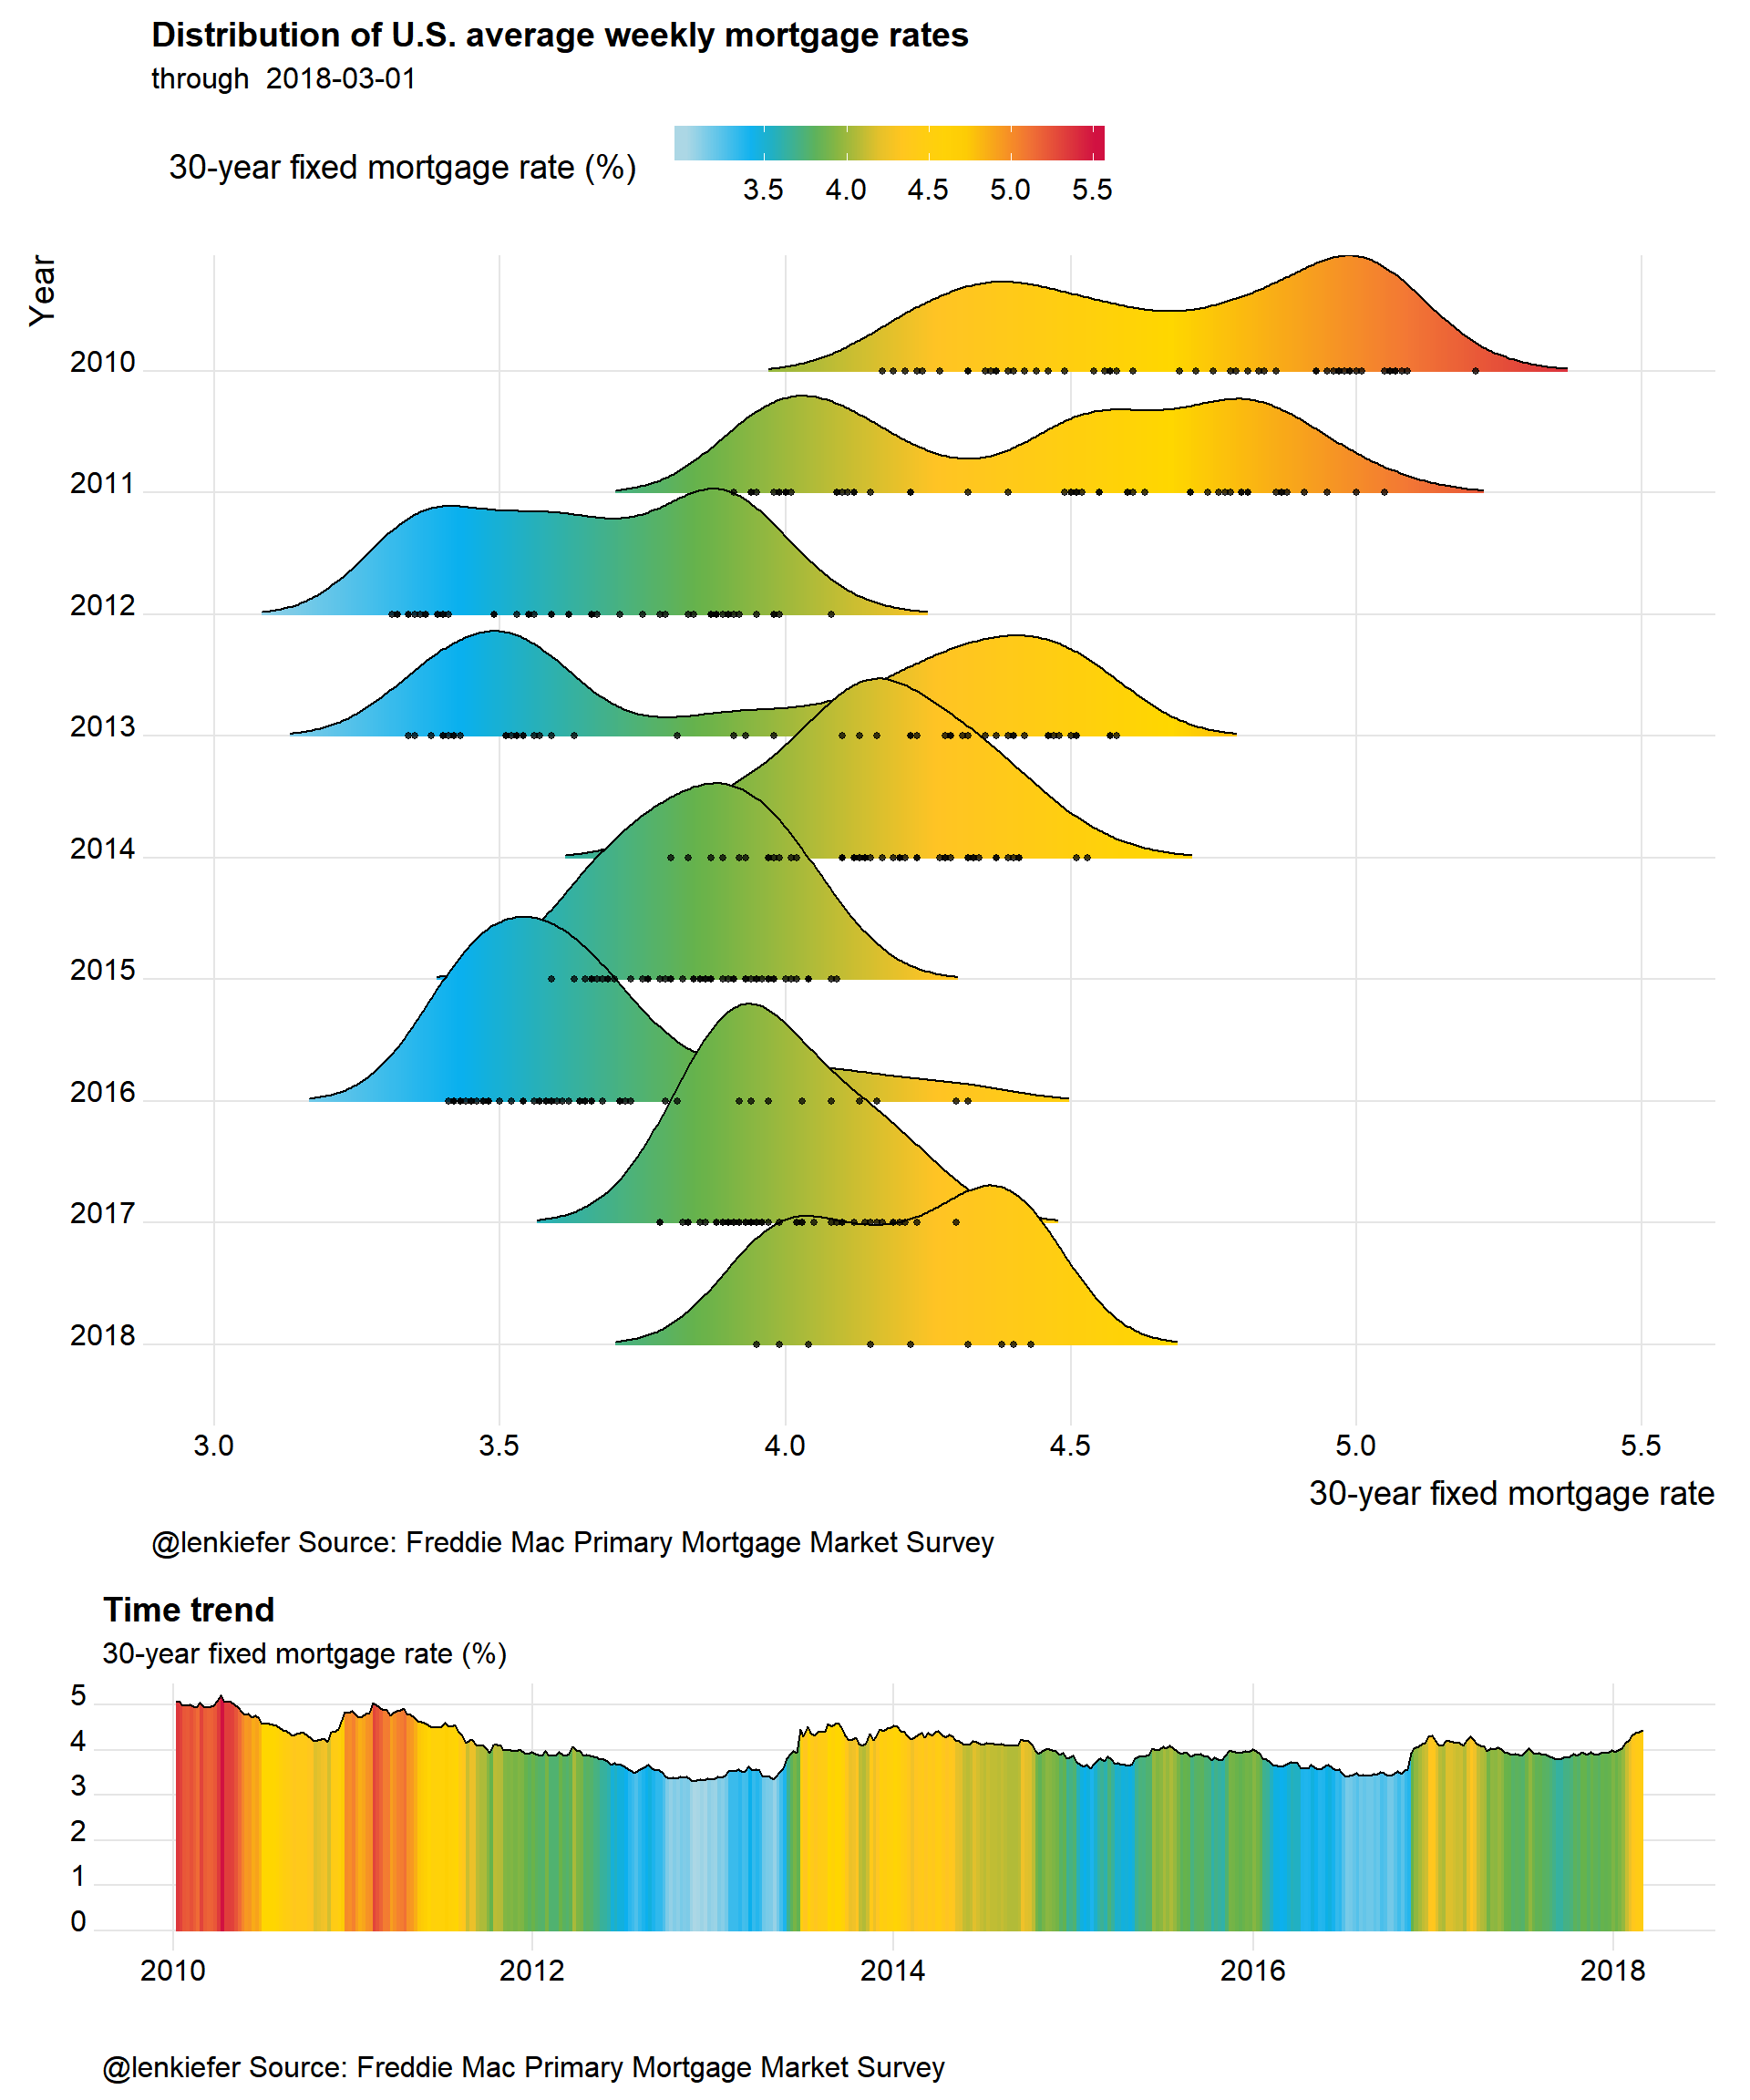 Distribution of U.S. average weekly mortgage rates
through  2018-03-01
30-year fixed mortgage rate (%)
3.5 4.0 4.5 5.0 5.5
Year
2010
2011
2012
2013
2014
2015
2016
2017
2018
3.0 3.5 4.0 4.5 5.0 5.5
30-year fixed mortgage rate
@lenkiefer Source: Freddie Mac Primary Mortgage Market Survey
Time trend
30-year fixed mortgage rate (%)
5
4
3
2
1
0
2010 2012 2014 2016 2018
@lenkiefer Source: Freddie Mac Primary Mortgage Market Survey